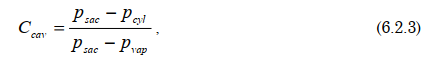 C_cav = (p_sac − p_cyl) / (p_sac − p_vap) , (6.2.3)